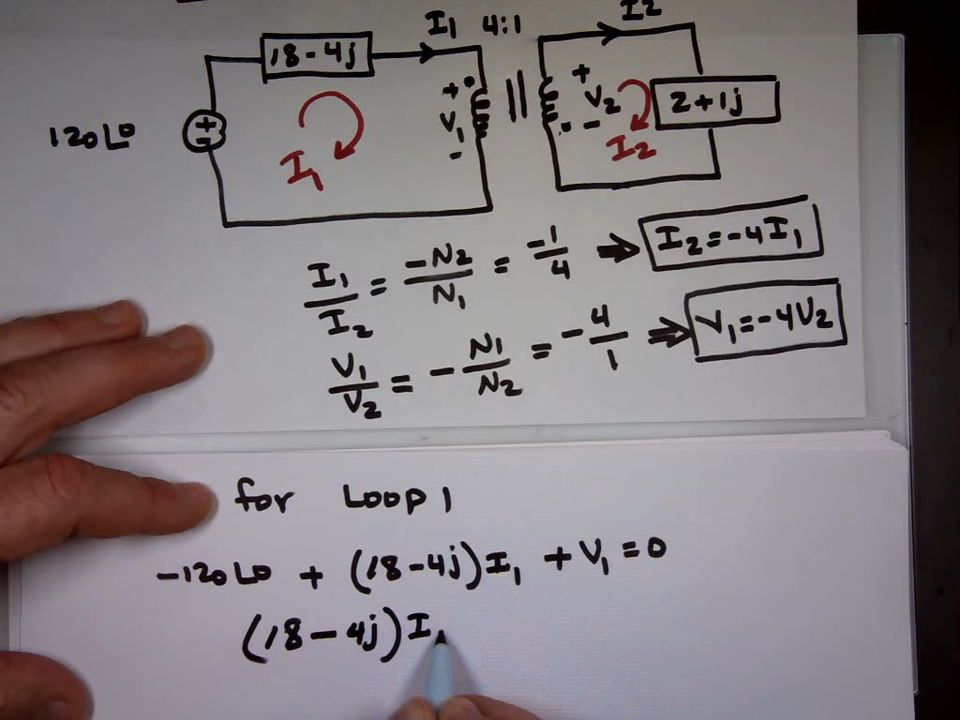 I₁ 4:1 I2
18-4j
120∟0
+ -
+ V₁ -
+ V₂ -
2+1j
I₁
I₂
I₁/I₂ = -N₂/N₁ = -1/4 ⇒ I₂=-4I₁
V₁/V₂ = - N₁/N₂ = - 4/1 ⇒ V₁=-4V₂
for Loop 1
-120∟0 + (18-4j)I₁ + V₁ = 0
(18-4j)I